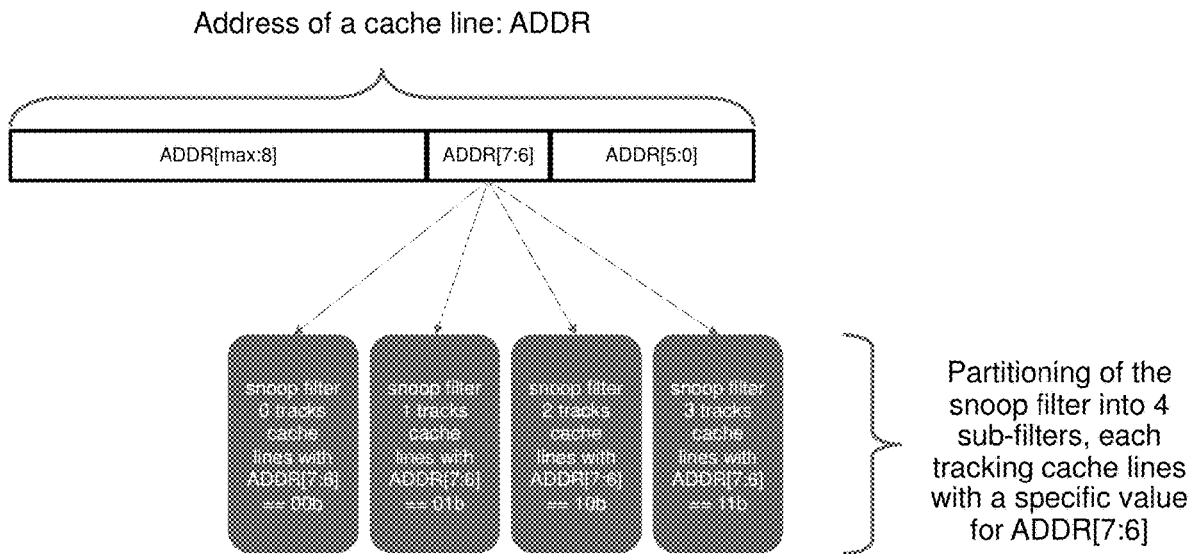 Address of a cache line: ADDR
ADDR[max:8]
ADDR[7:6]
ADDR[5:0]
snoop filter
0 tracks
cache
lines with
ADDR[7:6]
== 00b
snoop filter
1 tracks
cache
lines with
ADDR[7:6]
== 01b
snoop filter
2 tracks
cache
lines with
ADDR[7:6]
== 10b
snoop filter
3 tracks
cache
lines with
ADDR[7:6]
== 11b
Partitioning of the
snoop filter into 4
sub-filters, each
tracking cache lines
with a specific value
for ADDR[7:6]